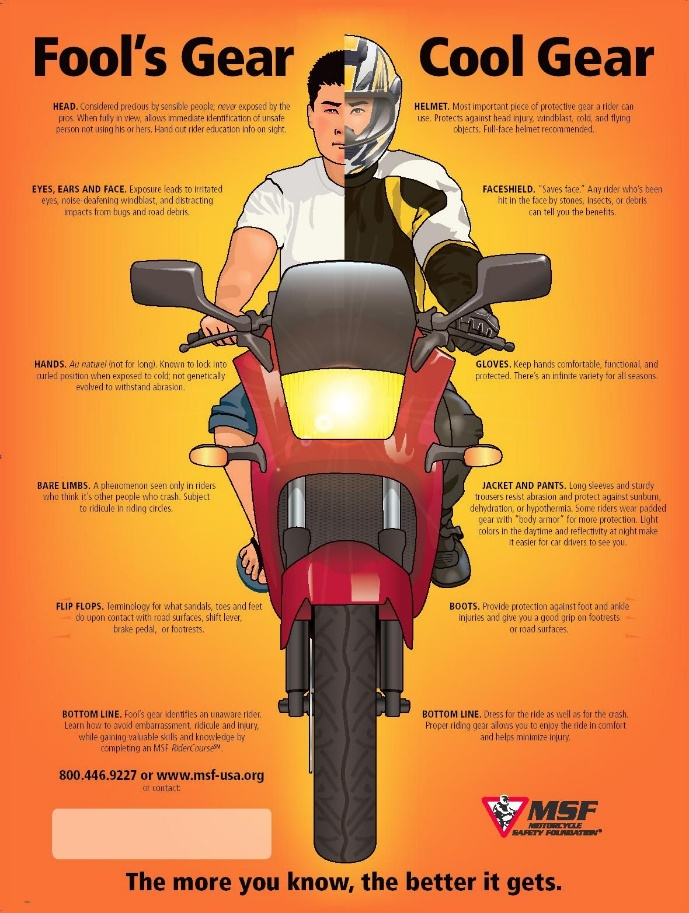 Fool's Gear
Cool Gear
HEAD. Considered precious by sensible people; never exposed by the
pros. When fully in view, allows immediate identification of unsafe
person not using his or hers. Hand out rider education info on sight.
HELMET. Most important piece of protective gear a rider can
use. Protects against head injury, windblast, cold, and flying
objects. Full-face helmet recommended.
EYES, EARS AND FACE. Exposure leads to irritated
eyes, noise-deafening windblast, and distracting
impacts from bugs and road debris.
FACESHIELD. "Saves face." Any rider who's been
hit in the face by stones, insects, or debris
can tell you the benefits.
HANDS. Au naturel (not for long). Known to lock into
curled position when exposed to cold; not genetically
evolved to withstand abrasion.
GLOVES. Keep hands comfortable, functional, and
protected. There's an infinite variety for all seasons.
BARE LIMBS. A phenomenon seen only in riders
who think it's other people who crash. Subject
to ridicule in riding circles.
JACKET AND PANTS. Long sleeves and sturdy
trousers resist abrasion and protect against sunburn,
dehydration, or hypothermia. Some riders wear padded
gear with "body armor" for more protection. Light
colors in the daytime and reflectivity at night make
it easier for car drivers to see you.
FLIP FLOPS. Terminology for what sandals, toes and feet
do upon contact with road surfaces, shift lever,
brake pedal, or footrests.
BOOTS. Provide protection against foot and ankle
injuries and give you a good grip on footrests
or road surfaces.
BOTTOM LINE. Fool's gear identifies an unaware rider.
Learn how to avoid embarrassment, ridicule and injury,
while gaining valuable skills and knowledge by
completing an MSF RiderCourse℠.
BOTTOM LINE. Dress for the ride as well as for the crash.
Proper riding gear allows you to enjoy the ride in comfort
and helps minimize injury.
800.446.9227 or www.msf-usa.org
or contact:
MSF
MOTORCYCLE
SAFETY FOUNDATION®
The more you know, the better it gets.